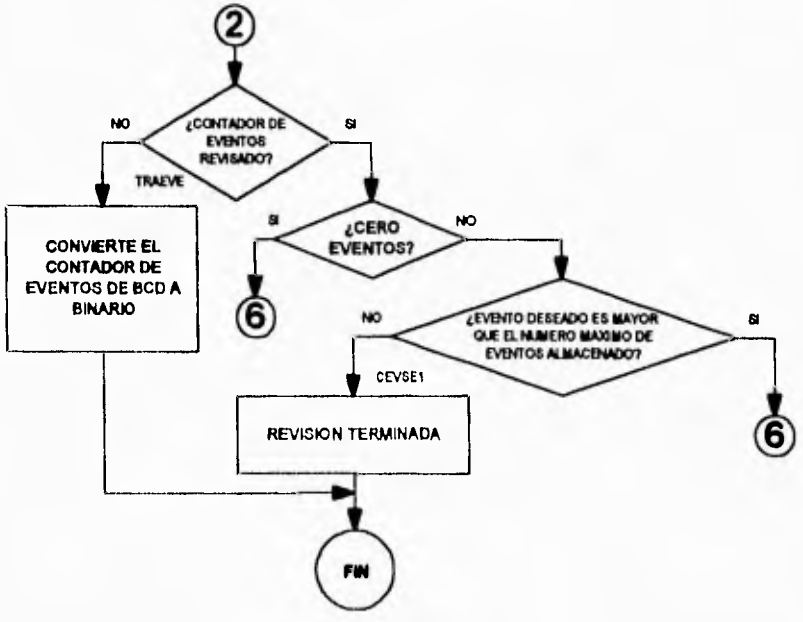 2
¿CONTADOR DE
EVENTOS
REVISADO?
NO
SI
TRAEVE
CONVIERTE EL
CONTADOR DE
EVENTOS DE BCD A
BINARIO
¿CERO
EVENTOS?
SI
NO
6
¿EVENTO DESEADO ES MAYOR
QUE EL NUMERO MAXIMO DE
EVENTOS ALMACENADO?
NO
SI
CEVSE1
REVISION TERMINADA
6
FIN